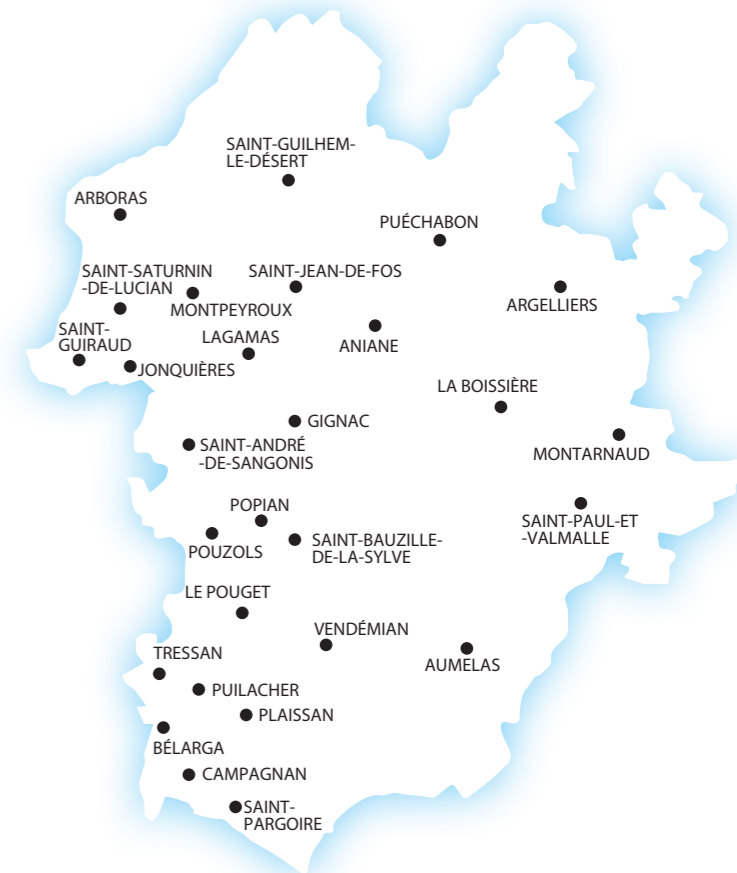 SAINT-GUILHEM-
LE-DÉSERT
ARBORAS
PUÉCHABON
SAINT-SATURNIN
-DE-LUCIAN
SAINT-JEAN-DE-FOS
MONTPEYROUX
ARGELLIERS
SAINT-
GUIRAUD
LAGAMAS
ANIANE
JONQUIÈRES
LA BOISSIÈRE
GIGNAC
SAINT-ANDRÉ
-DE-SANGONIS
MONTARNAUD
POPIAN
POUZOLS
SAINT-BAUZILLE-
DE-LA-SYLVE
SAINT-PAUL-ET
-VALMALLE
LE POUGET
VENDÉMIAN
TRESSAN
AUMELAS
PUILACHER
PLAISSAN
BÉLARGA
CAMPAGNAN
SAINT-
PARGOIRE